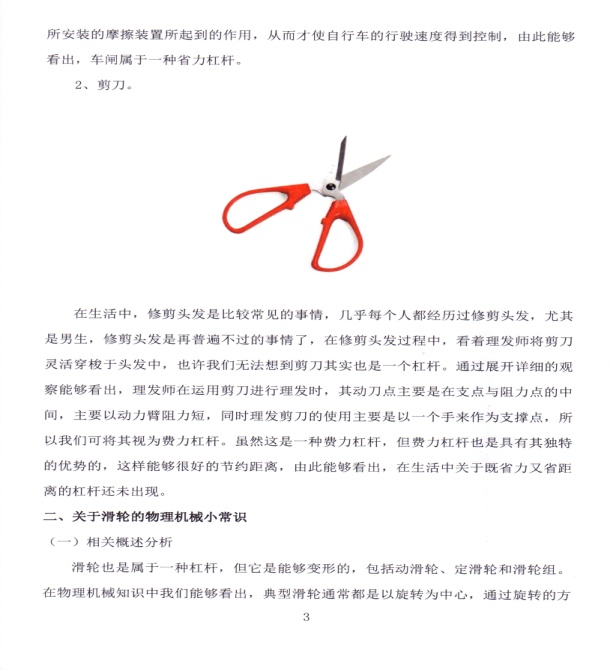 所安装的摩擦装置所起到的作用，从而才使自行车的行驶速度得到控制，由此能够
看出，车闸属于一种省力杠杆。
2、剪刀。
在生活中，修剪头发是比较常见的事情，几乎每个人都经历过修剪头发，尤其
是男生，修剪头发是再普遍不过的事情了，在修剪头发过程中，看着理发师将剪刀
灵活穿梭于头发中，也许我们无法想到剪刀其实也是一个杠杆。通过展开详细的观
察能够看出，理发师在运用剪刀进行理发时，其动刀点主要是在支点与阻力点的中
间，主要以动力臂阻力短，同时理发剪刀的使用主要是以一个手来作为支撑点，所
以我们可将其视为费力杠杆。虽然这是一种费力杠杆，但费力杠杆也是具有其独特
的优势的，这样能够很好的节约距离，由此能够看出，在生活中关于既省力又省距
离的杠杆还未出现。
二、关于滑轮的物理机械小常识
（一）相关概述分析
滑轮也是属于一种杠杆，但它是能够变形的，包括动滑轮、定滑轮和滑轮组。
在物理机械知识中我们能够看出，典型滑轮通常都是以旋转为中心，通过旋转的方
3